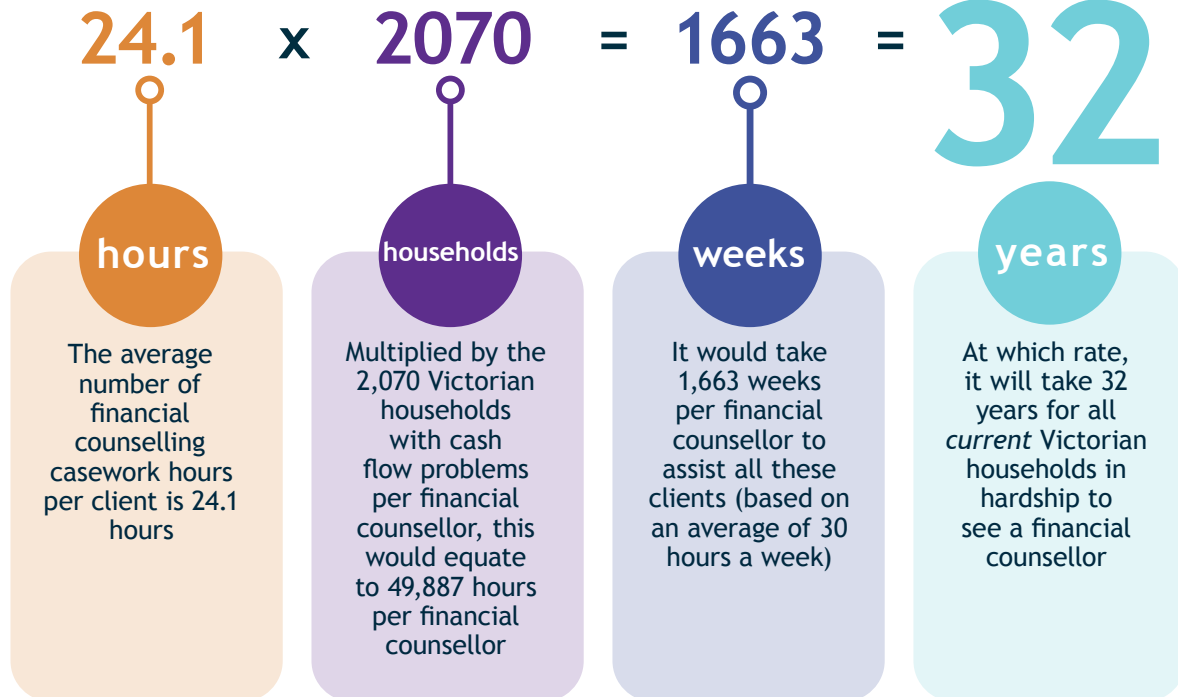 24.1 x 2070 = 1663 = 32
hours
The average
number of
financial
counselling
casework hours
per client is 24.1
hours
households
Multiplied by the
2,070 Victorian
households
with cash
flow problems
per financial
counsellor, this
would equate
to 49,887 hours
per financial
counsellor
weeks
It would take
1,663 weeks
per financial
counsellor to
assist all these
clients (based on
an average of 30
hours a week)
years
At which rate,
it will take 32
years for all
current Victorian
households in
hardship to
see a financial
counsellor